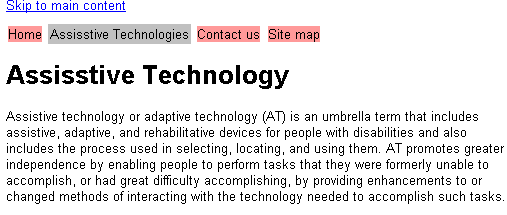 Skip to main content
Home Assisstive Technologies Contact us Site map
Assisstive Technology
Assistive technology or adaptive technology (AT) is an umbrella term that includes
assistive, adaptive, and rehabilitative devices for people with disabilities and also
includes the process used in selecting, locating, and using them. AT promotes greater
independence by enabling people to perform tasks that they were formerly unable to
accomplish, or had great difficulty accomplishing, by providing enhancements to or
changed methods of interacting with the technology needed to accomplish such tasks.